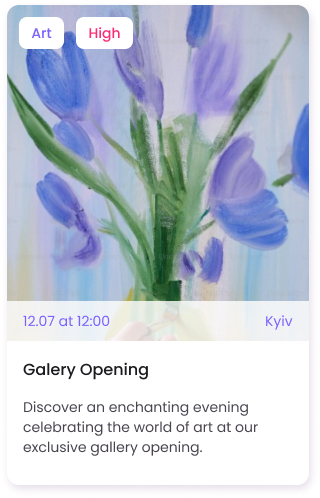 Art High
12.07 at 12:00 Kyiv
Galery Opening
Discover an enchanting evening
celebrating the world of art at our
exclusive gallery opening.